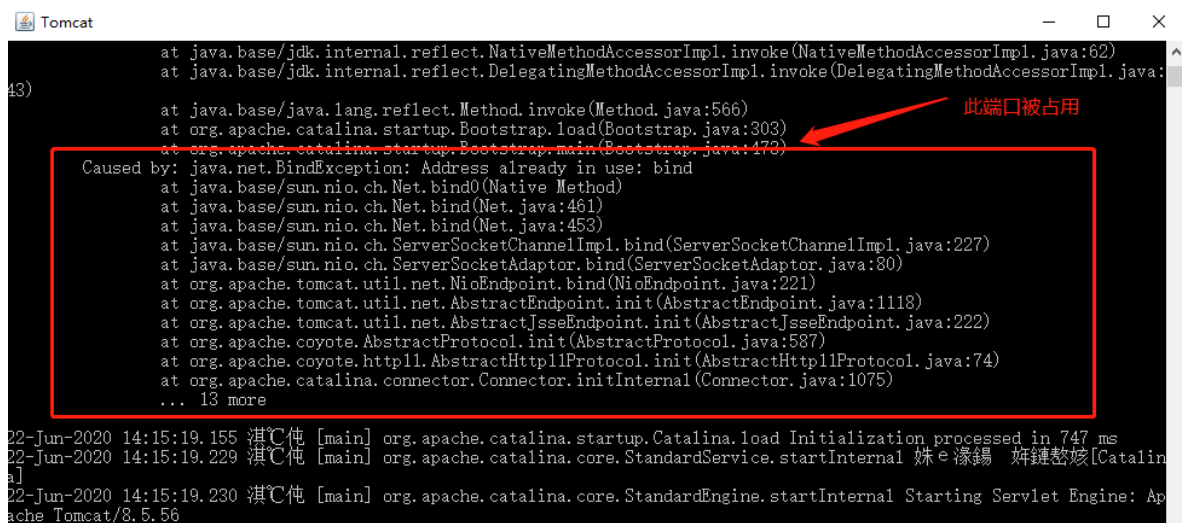 Tomcat
at java.base/jdk.internal.reflect.NativeMethodAccessorImpl.invoke(NativeMethodAccessorImpl.java:62)
at java.base/jdk.internal.reflect.DelegatingMethodAccessorImpl.invoke(DelegatingMethodAccessorImpl.java:
43)
at java.base/java.lang.reflect.Method.invoke(Method.java:566)
此端口被占用
at org.apache.catalina.startup.Bootstrap.load(Bootstrap.java:303)
at org.apache.catalina.startup.Bootstrap.main(Bootstrap.java:473)
Caused by: java.net.BindException: Address already in use: bind
at java.base/sun.nio.ch.Net.bind0(Native Method)
at java.base/sun.nio.ch.Net.bind(Net.java:461)
at java.base/sun.nio.ch.Net.bind(Net.java:453)
at java.base/sun.nio.ch.ServerSocketChannelImpl.bind(ServerSocketChannelImpl.java:227)
at java.base/sun.nio.ch.ServerSocketAdaptor.bind(ServerSocketAdaptor.java:80)
at org.apache.tomcat.util.net.NioEndpoint.bind(NioEndpoint.java:221)
at org.apache.tomcat.util.net.AbstractEndpoint.init(AbstractEndpoint.java:1118)
at org.apache.tomcat.util.net.AbstractJsseEndpoint.init(AbstractJsseEndpoint.java:222)
at org.apache.coyote.AbstractProtocol.init(AbstractProtocol.java:587)
at org.apache.coyote.http11.AbstractHttp11Protocol.init(AbstractHttp11Protocol.java:74)
at org.apache.catalina.connector.Connector.initInternal(Connector.java:1075)
... 13 more
22-Jun-2020 14:15:19.155 淇℃伅 [main] org.apache.catalina.startup.Catalina.load Initialization processed in 747 ms
22-Jun-2020 14:15:19.229 淇℃伅 [main] org.apache.catalina.core.StandardService.startInternal [Catalin
a]
22-Jun-2020 14:15:19.230 淇℃伅 [main] org.apache.catalina.core.StandardEngine.startInternal Starting Servlet Engine: Ap
ache Tomcat/8.5.56